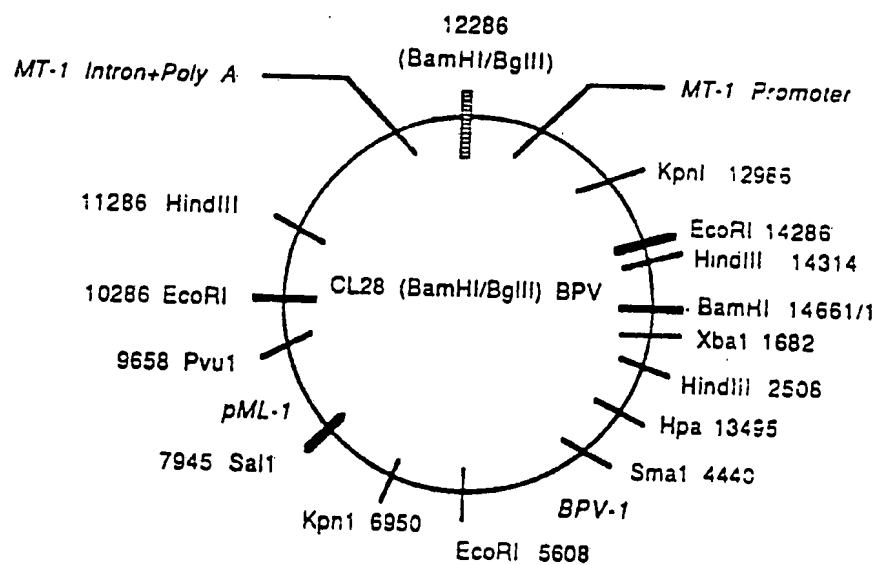 12286
(BamHI/BglII)
MT-1 Intron+Poly A
MT-1 Promoter
KpnI 12986
11286 HindIII
EcoRI 14286
HindIII 14314
10286 EcoRI
CL28 (BamHI/BglII) BPV
BamHI 14661/1
Xba1 1682
9658 Pvu1
HindIII 2506
pML-1
Hpa 13495
7945 Sal1
Sma1 4440
BPV-1
Kpn1 6950
EcoRI 5608